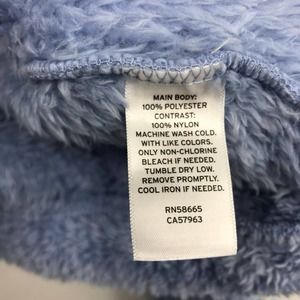 MAIN BODY:
100% POLYESTER
CONTRAST:
100% NYLON
MACHINE WASH COLD.
WITH LIKE COLORS.
ONLY NON-CHLORINE
BLEACH IF NEEDED.
TUMBLE DRY LOW.
REMOVE PROMPTLY.
COOL IRON IF NEEDED.
RN58665
CA57963